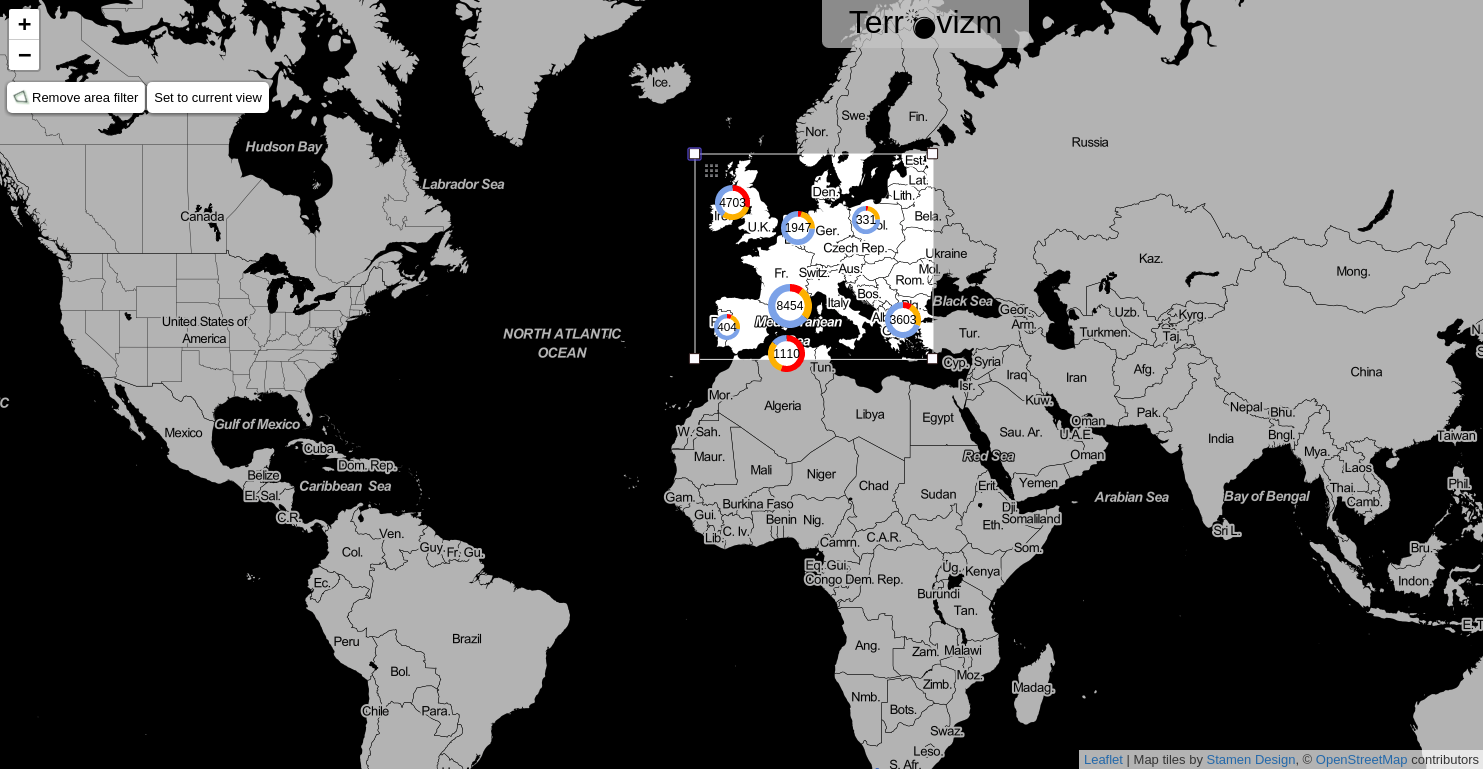 +
−
Remove area filter
Set to current view
Terr vizm
Ice.
Swe.
Fin.
Nor.
Russia
Hudson Bay
Est.
Labrador Sea
Lat.
Den.
Lith.
4703
Canada
Ire.
331
Bela.
1947
U.K.
Ger.
Pol.
Czech Rep.
Ukraine
Kaz.
Fr.
Switz.
Aus.
Mol.
Mong.
Rom.
Bos.
Italy
8454
Black Sea
Blg.
Geor.
Uzb.
Kyrg.
United States of
America
404
Mediterranean
Sea
3603
Arm.
NORTH ATLANTIC
OCEAN
Tur.
Turkmen.
Taj.
1110
Tun.
Cyp.
Syria
Iraq
Iran
Afg.
China
Isr.
Mor.
Algeria
Libya
Egypt
Kuw.
Pak.
Nepal
Bhu.
Oman
Gulf of Mexico
Mexico
W. Sah.
Sau. Ar.
U.A.E.
India
Bngl.
Taiwan
Cuba
Maur.
Red Sea
Oman
Mya.
Dom. Rep.
Mali
Niger
Laos
Belize
Caribbean Sea
Chad
Erit.
Yemen
Thai.
Phil.
El. Sal.
Gam.
Sudan
Arabian Sea
Bay of Bengal
Camb.
Burkina Faso
Dji.
C.R.
Gui.
Benin
Nig.
Eth.
Somaliland
Ven.
Lib.
C. Iv.
C.A.R.
Sri L.
Col.
Guy.
Fr. Gu.
Camrn.
Som.
Bru.
Eq. Gui.
Ug.
Kenya
Ec.
Congo Dem. Rep.
Indon.
Burundi
Tan.
E.T
Peru
Brazil
Ang.
Zam.
Malawi
Bol.
Moz.
Zimb.
Madag.
Nmb.
Chile
Para.
Bots.
Swaz.
Leso.
S. Afr.
Leaflet | Map tiles by Stamen Design, © OpenStreetMap contributors